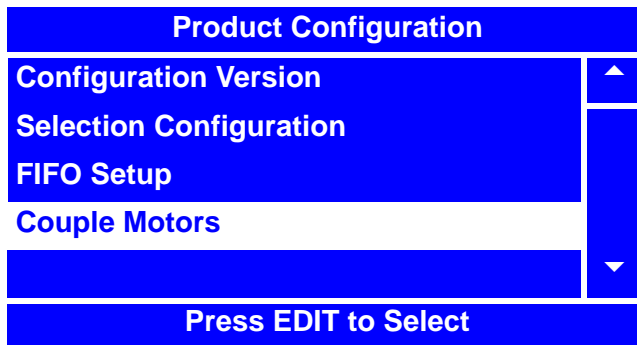 Product Configuration
Configuration Version
Selection Configuration
FIFO Setup
Couple Motors
Press EDIT to Select